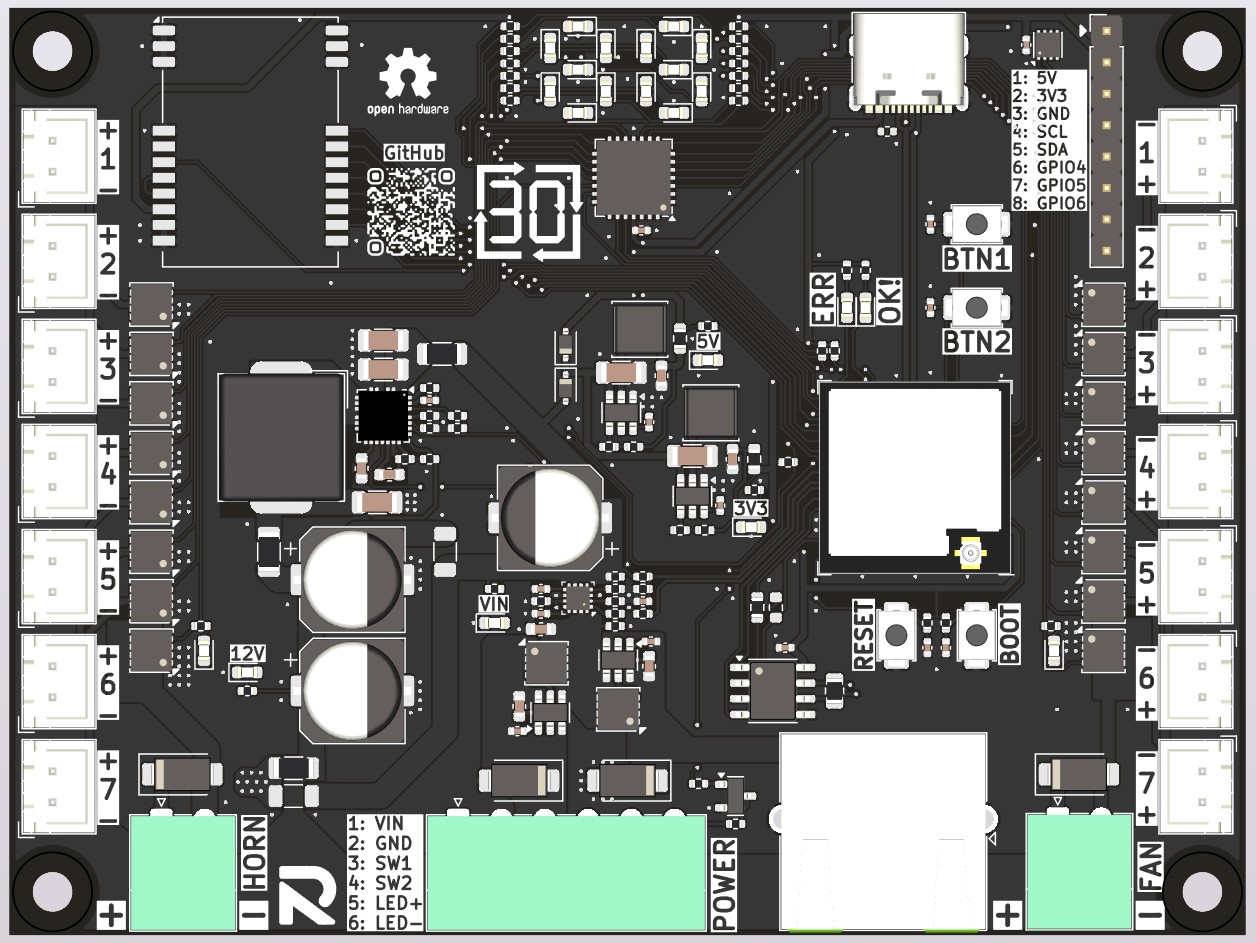 open hardware
GitHub
30
1: 5V
2: 3V3
3: GND
4: SCL
5: SDA
6: GPIO4
7: GPIO5
8: GPIO6
+ 1 −
+ 2 −
+ 3 −
+ 4 −
+ 5 −
+ 6 −
+ 7 −
− 1 +
− 2 +
− 3 +
− 4 +
− 5 +
− 6 +
− 7 +
BTN1
BTN2
ERR
OK!
5V
3V3
VIN
12V
+
+
+
RESET
BOOT
HORN
+ −
1: VIN
2: GND
3: SW1
4: SW2
5: LED+
6: LED−
POWER
FAN
+ −